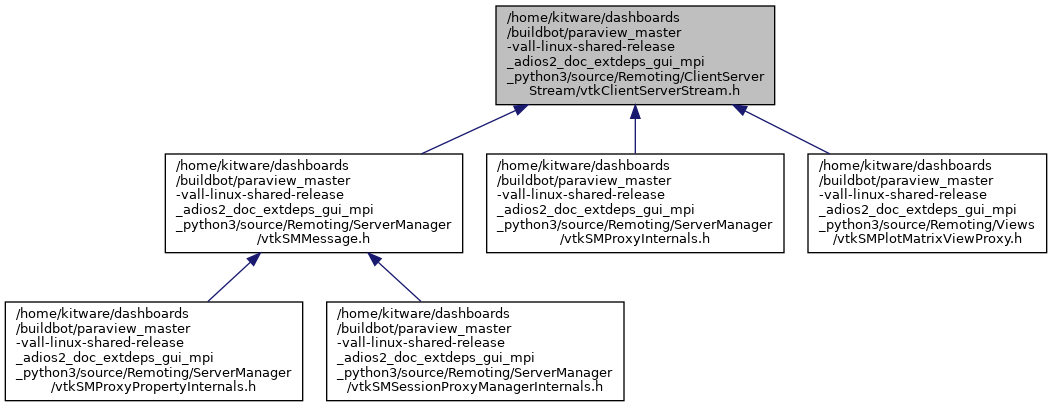 /home/kitware/dashboards
/buildbot/paraview_master
-vall-linux-shared-release
_adios2_doc_extdeps_gui_mpi
_python3/source/Remoting/ClientServer
Stream/vtkClientServerStream.h
/home/kitware/dashboards
/buildbot/paraview_master
-vall-linux-shared-release
_adios2_doc_extdeps_gui_mpi
_python3/source/Remoting/ServerManager
/vtkSMMessage.h
/home/kitware/dashboards
/buildbot/paraview_master
-vall-linux-shared-release
_adios2_doc_extdeps_gui_mpi
_python3/source/Remoting/ServerManager
/vtkSMProxyInternals.h
/home/kitware/dashboards
/buildbot/paraview_master
-vall-linux-shared-release
_adios2_doc_extdeps_gui_mpi
_python3/source/Remoting/Views
/vtkSMPlotMatrixViewProxy.h
/home/kitware/dashboards
/buildbot/paraview_master
-vall-linux-shared-release
_adios2_doc_extdeps_gui_mpi
_python3/source/Remoting/ServerManager
/vtkSMProxyPropertyInternals.h
/home/kitware/dashboards
/buildbot/paraview_master
-vall-linux-shared-release
_adios2_doc_extdeps_gui_mpi
_python3/source/Remoting/ServerManager
/vtkSMSessionProxyManagerInternals.h